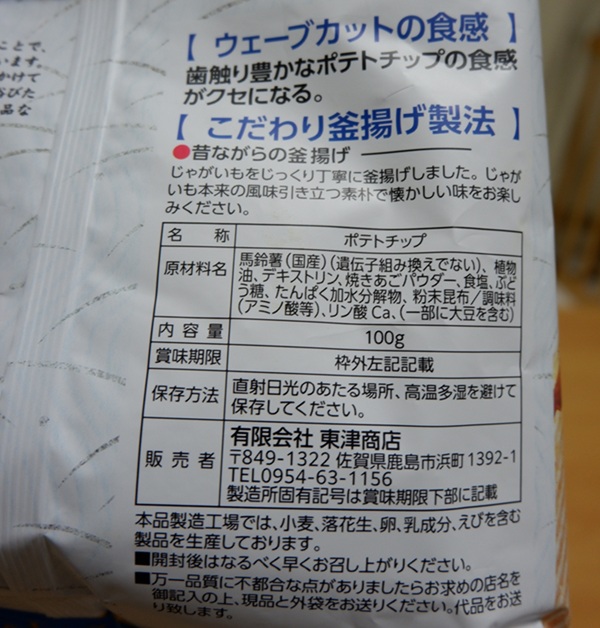 ことで、
います。
かけて
浴びた
品な
【 ウェーブカットの食感 】
歯触り豊かなポテトチップの食感
がクセになる。
【 こだわり釜揚げ製法 】
●昔ながらの釜揚げ
じゃがいもをじっくり丁寧に釜揚げしました。じゃが
いも本来の風味引き立つ素朴で懐かしい味をお楽し
みください。
名 称 ポテトチップ
原材料名 馬鈴薯(国産)(遺伝子組み換えでない)、植物
油、デキストリン、焼きあごパウダー、食塩、ぶど
う糖、たんぱく加水分解物、粉末昆布/調味料
(アミノ酸等)、リン酸Ca、(一部に大豆を含む)
内容量 100g
賞味期限 枠外左記記載
保存方法 直射日光のあたる場所、高温多湿を避けて
保存してください。
販売者 有限会社 東津商店
〒849-1322 佐賀県鹿島市浜町1392-1
TEL0954-63-1156
製造所固有記号は賞味期限下部に記載
本品製造工場では、小麦、落花生、卵、乳成分、えびを含む
製品を生産しております。
■開封後はなるべく早くお召し上がりください。
■万一品質に不都合な点がありましたらお求めの店名を
御記入の上、現品と外袋をお送りください。代品をお送
り致します。